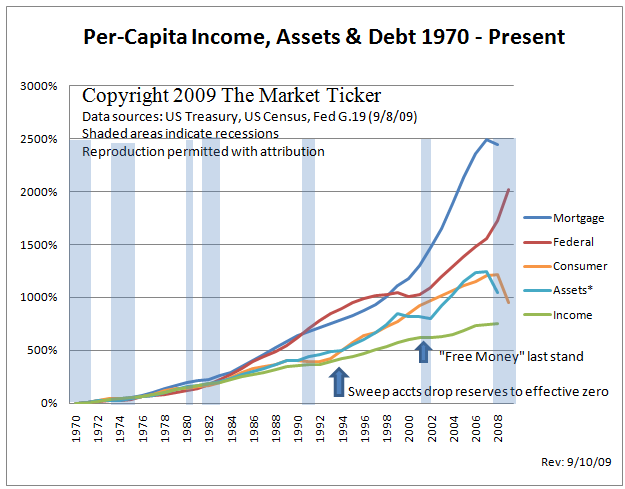 Per-Capita Income, Assets & Debt 1970 - Present
3000%
2500%
2000%
1500%
1000%
500%
0%
Copyright 2009 The Market Ticker
Data sources: US Treasury, US Census, Fed G.19 (9/8/09)
Shaded areas indicate recessions
Reproduction permitted with attribution
Mortgage
Federal
Consumer
Assets*
Income
"Free Money" last stand
Sweep accts drop reserves to effective zero
1970
1972
1974
1976
1978
1980
1982
1984
1986
1988
1990
1992
1994
1996
1998
2000
2002
2004
2006
2008
Rev: 9/10/09